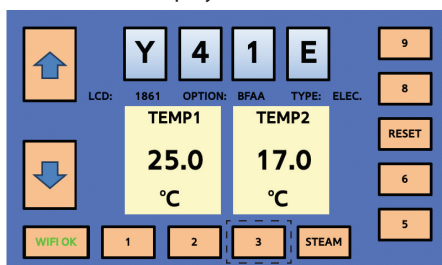 Y 4 1 E
9
LCD: 1861 OPTION: BFAA TYPE: ELEC.
8
TEMP1 TEMP2
RESET
25.0 17.0
°C °C
6
5
WIFI OK 1 2 3 STEAM